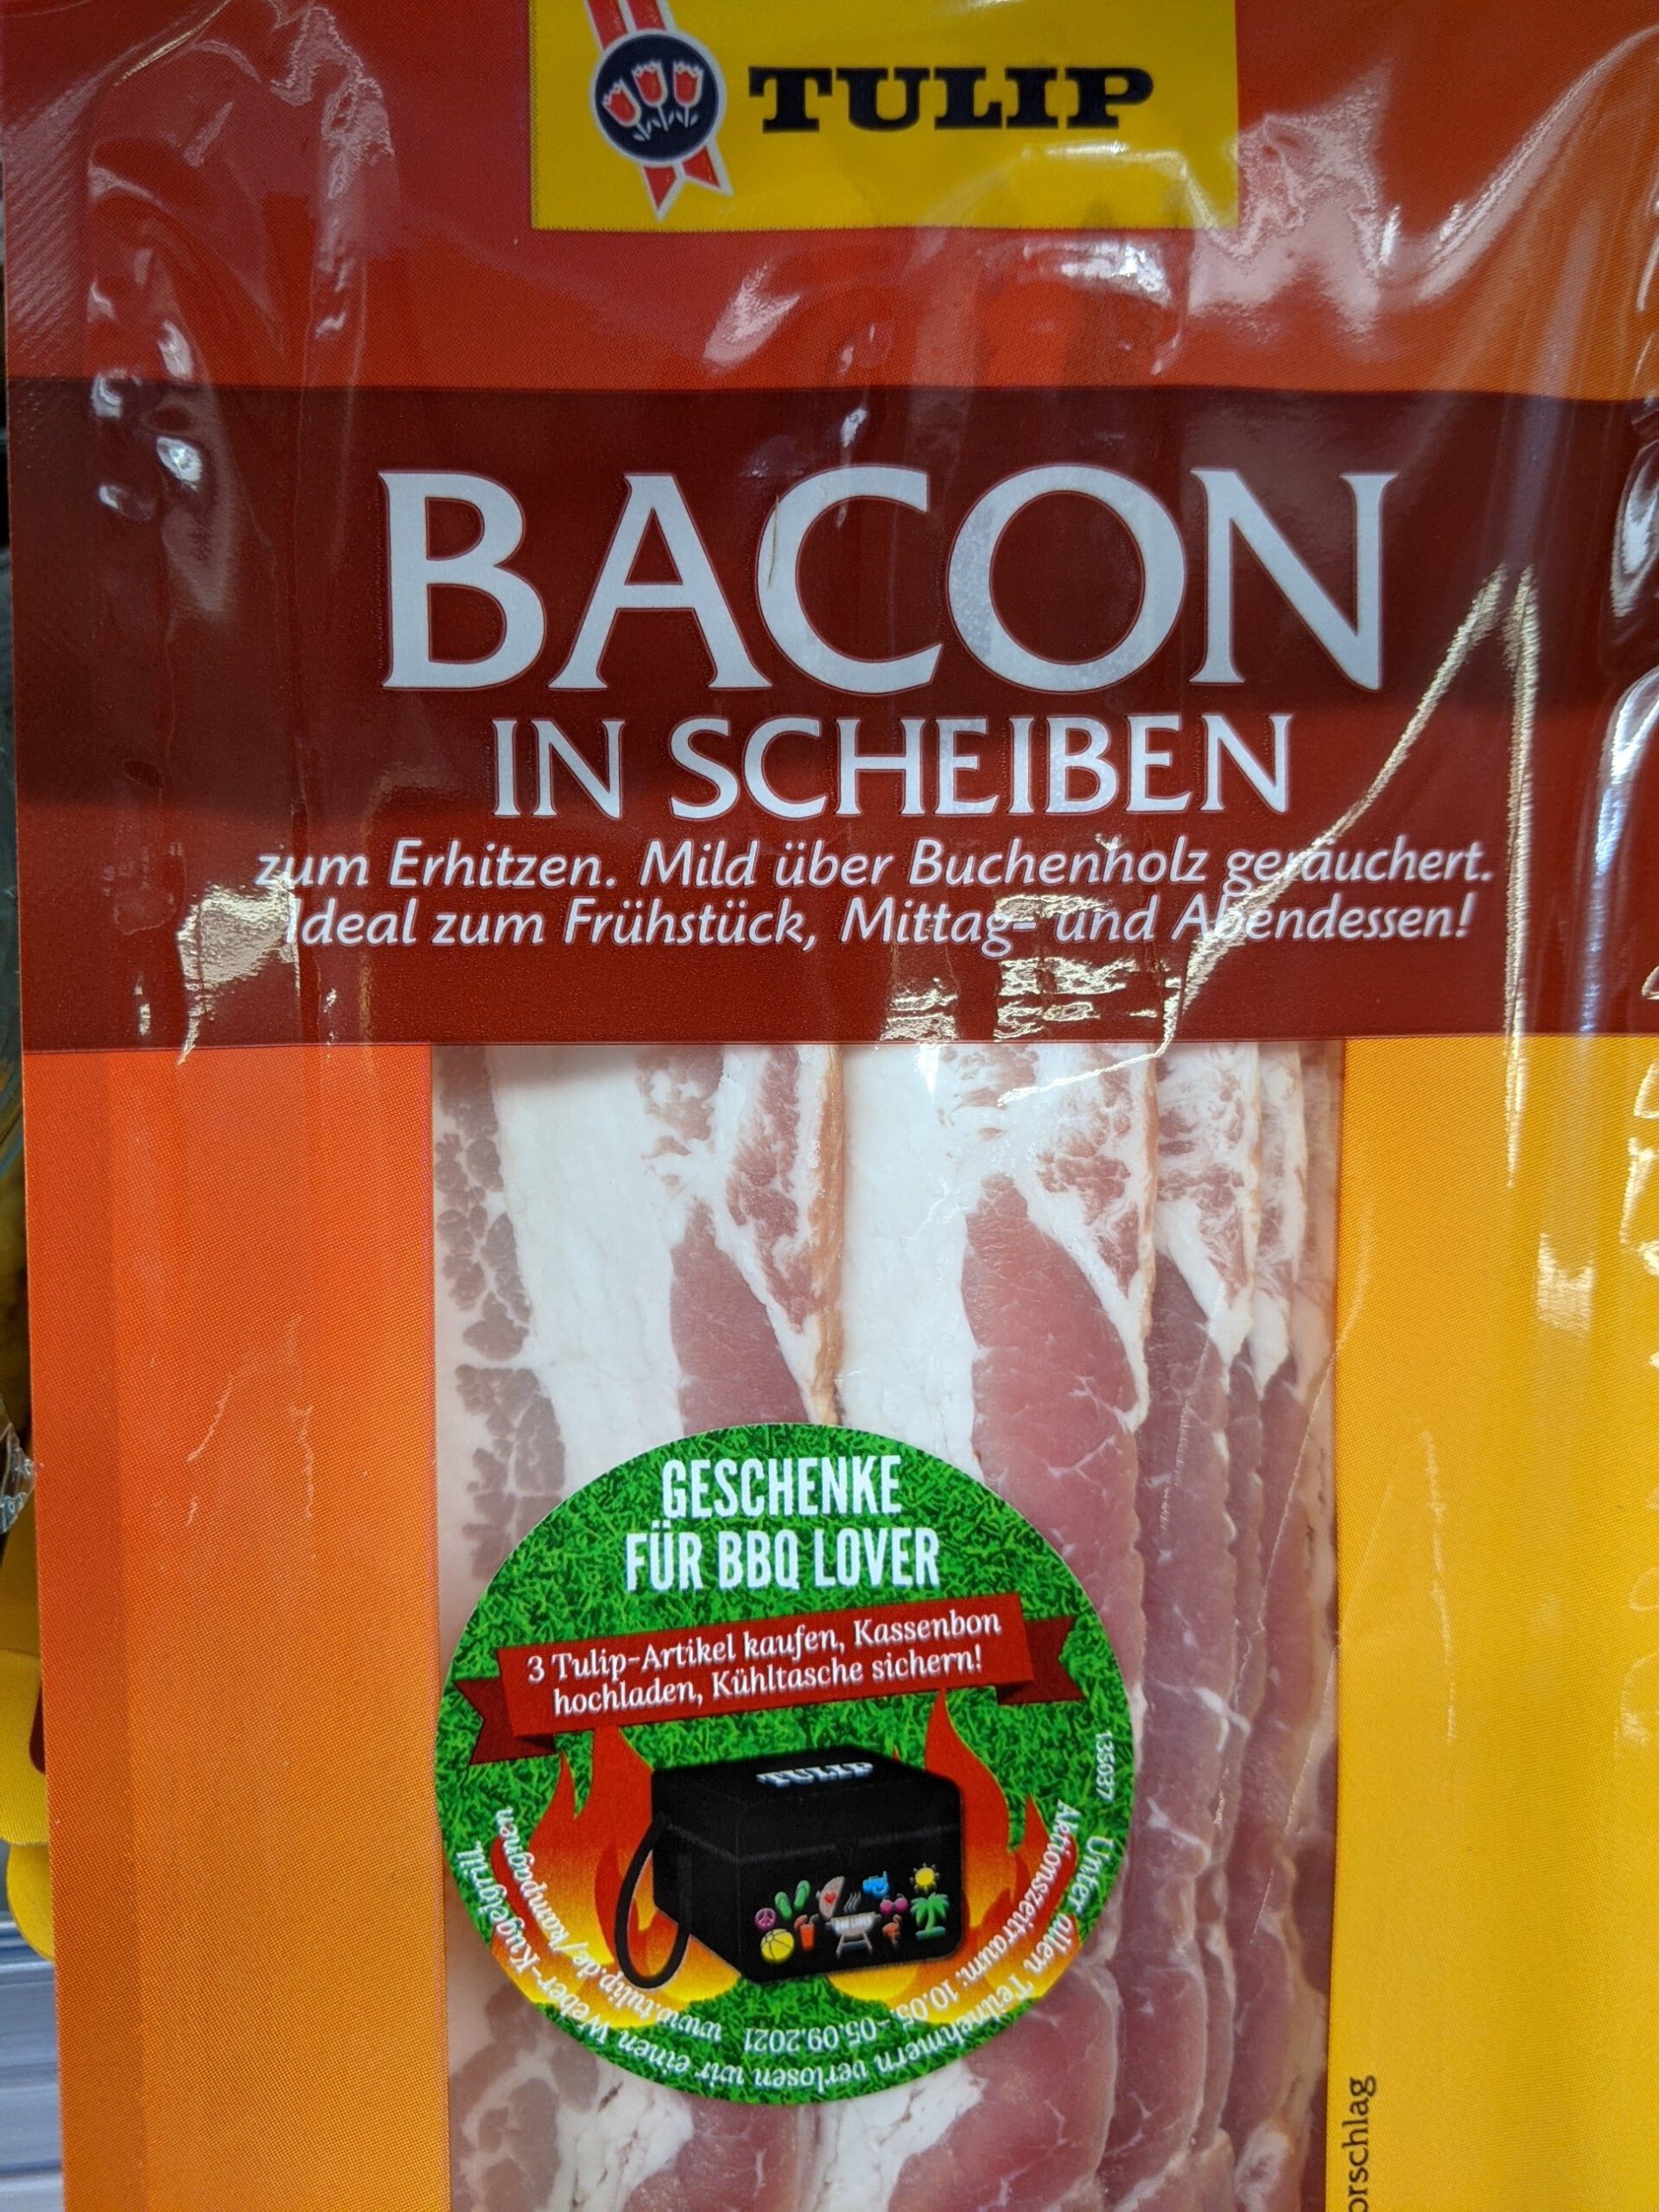 TULIP
BACON
IN SCHEIBEN
zum Erhitzen. Mild über Buchenholz geräuchert.
Ideal zum Frühstück, Mittag- und Abendessen!
GESCHENKE
FÜR BBQ LOVER
3 Tulip-Artikel kaufen, Kassenbon
hochladen, Kühltasche sichern!
TULIP
135037
Aktionszeitraum: 10.05.-05.09.2021 www.tulip.de/kampagnen
Unter allen Teilnehmern verlosen wir einen Weber-Kugelgrill
orschlag